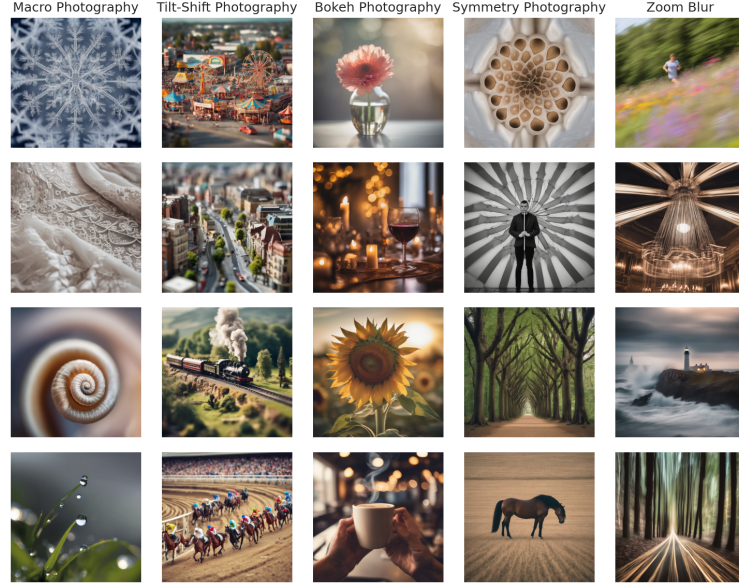 Macro Photography
Tilt-Shift Photography
Bokeh Photography
Symmetry Photography
Zoom Blur